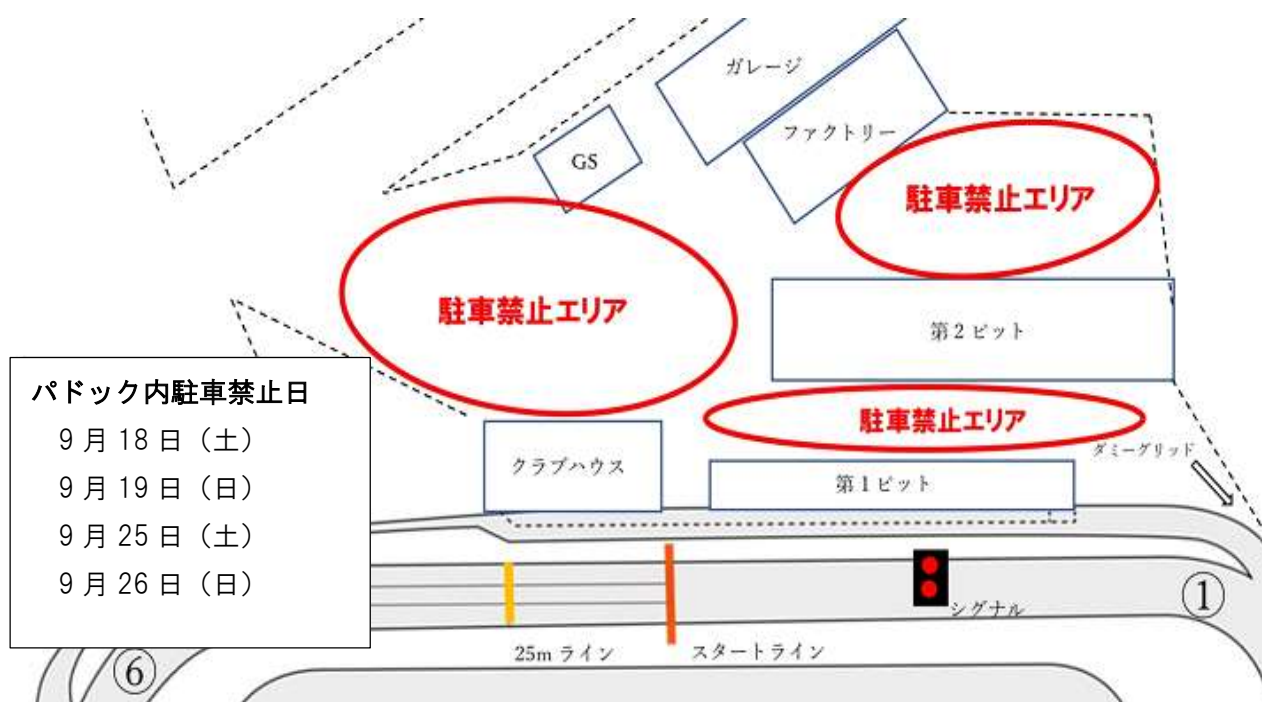 ガレージ
ファクトリー
GS
駐車禁止エリア
駐車禁止エリア
第2ピット
パドック内駐車禁止日
9月18日（土）
9月19日（日）
9月25日（土）
9月26日（日）
駐車禁止エリア
ダミーグリッド
クラブハウス
第1ピット
①
シグナル
25mライン
スタートライン
⑥